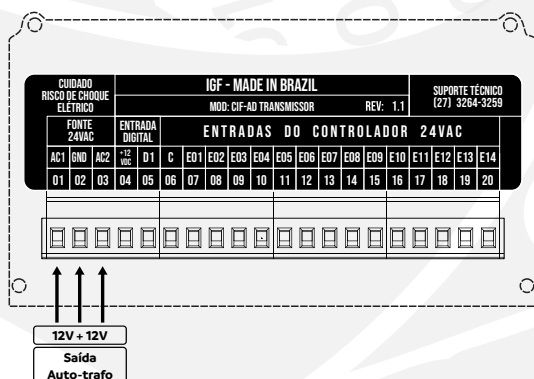 CUIDADO
RISCO DE CHOQUE
ELÉTRICO
IGF - MADE IN BRAZIL
MOD: CIF-AD TRANSMISSOR REV: 1.1
SUPORTE TÉCNICO
(27) 3264-3259
FONTE
24VAC
ENTRADA
DIGITAL
ENTRADAS DO CONTROLADOR 24VAC
AC1 GND AC2 +12 VDC D1 C E01 E02 E03 E04 E05 E06 E07 E08 E09 E10 E11 E12 E13 E14
01 02 03 04 05 06 07 08 09 10 11 12 13 14 15 16 17 18 19 20
12V + 12V
Saída
Auto-trafo